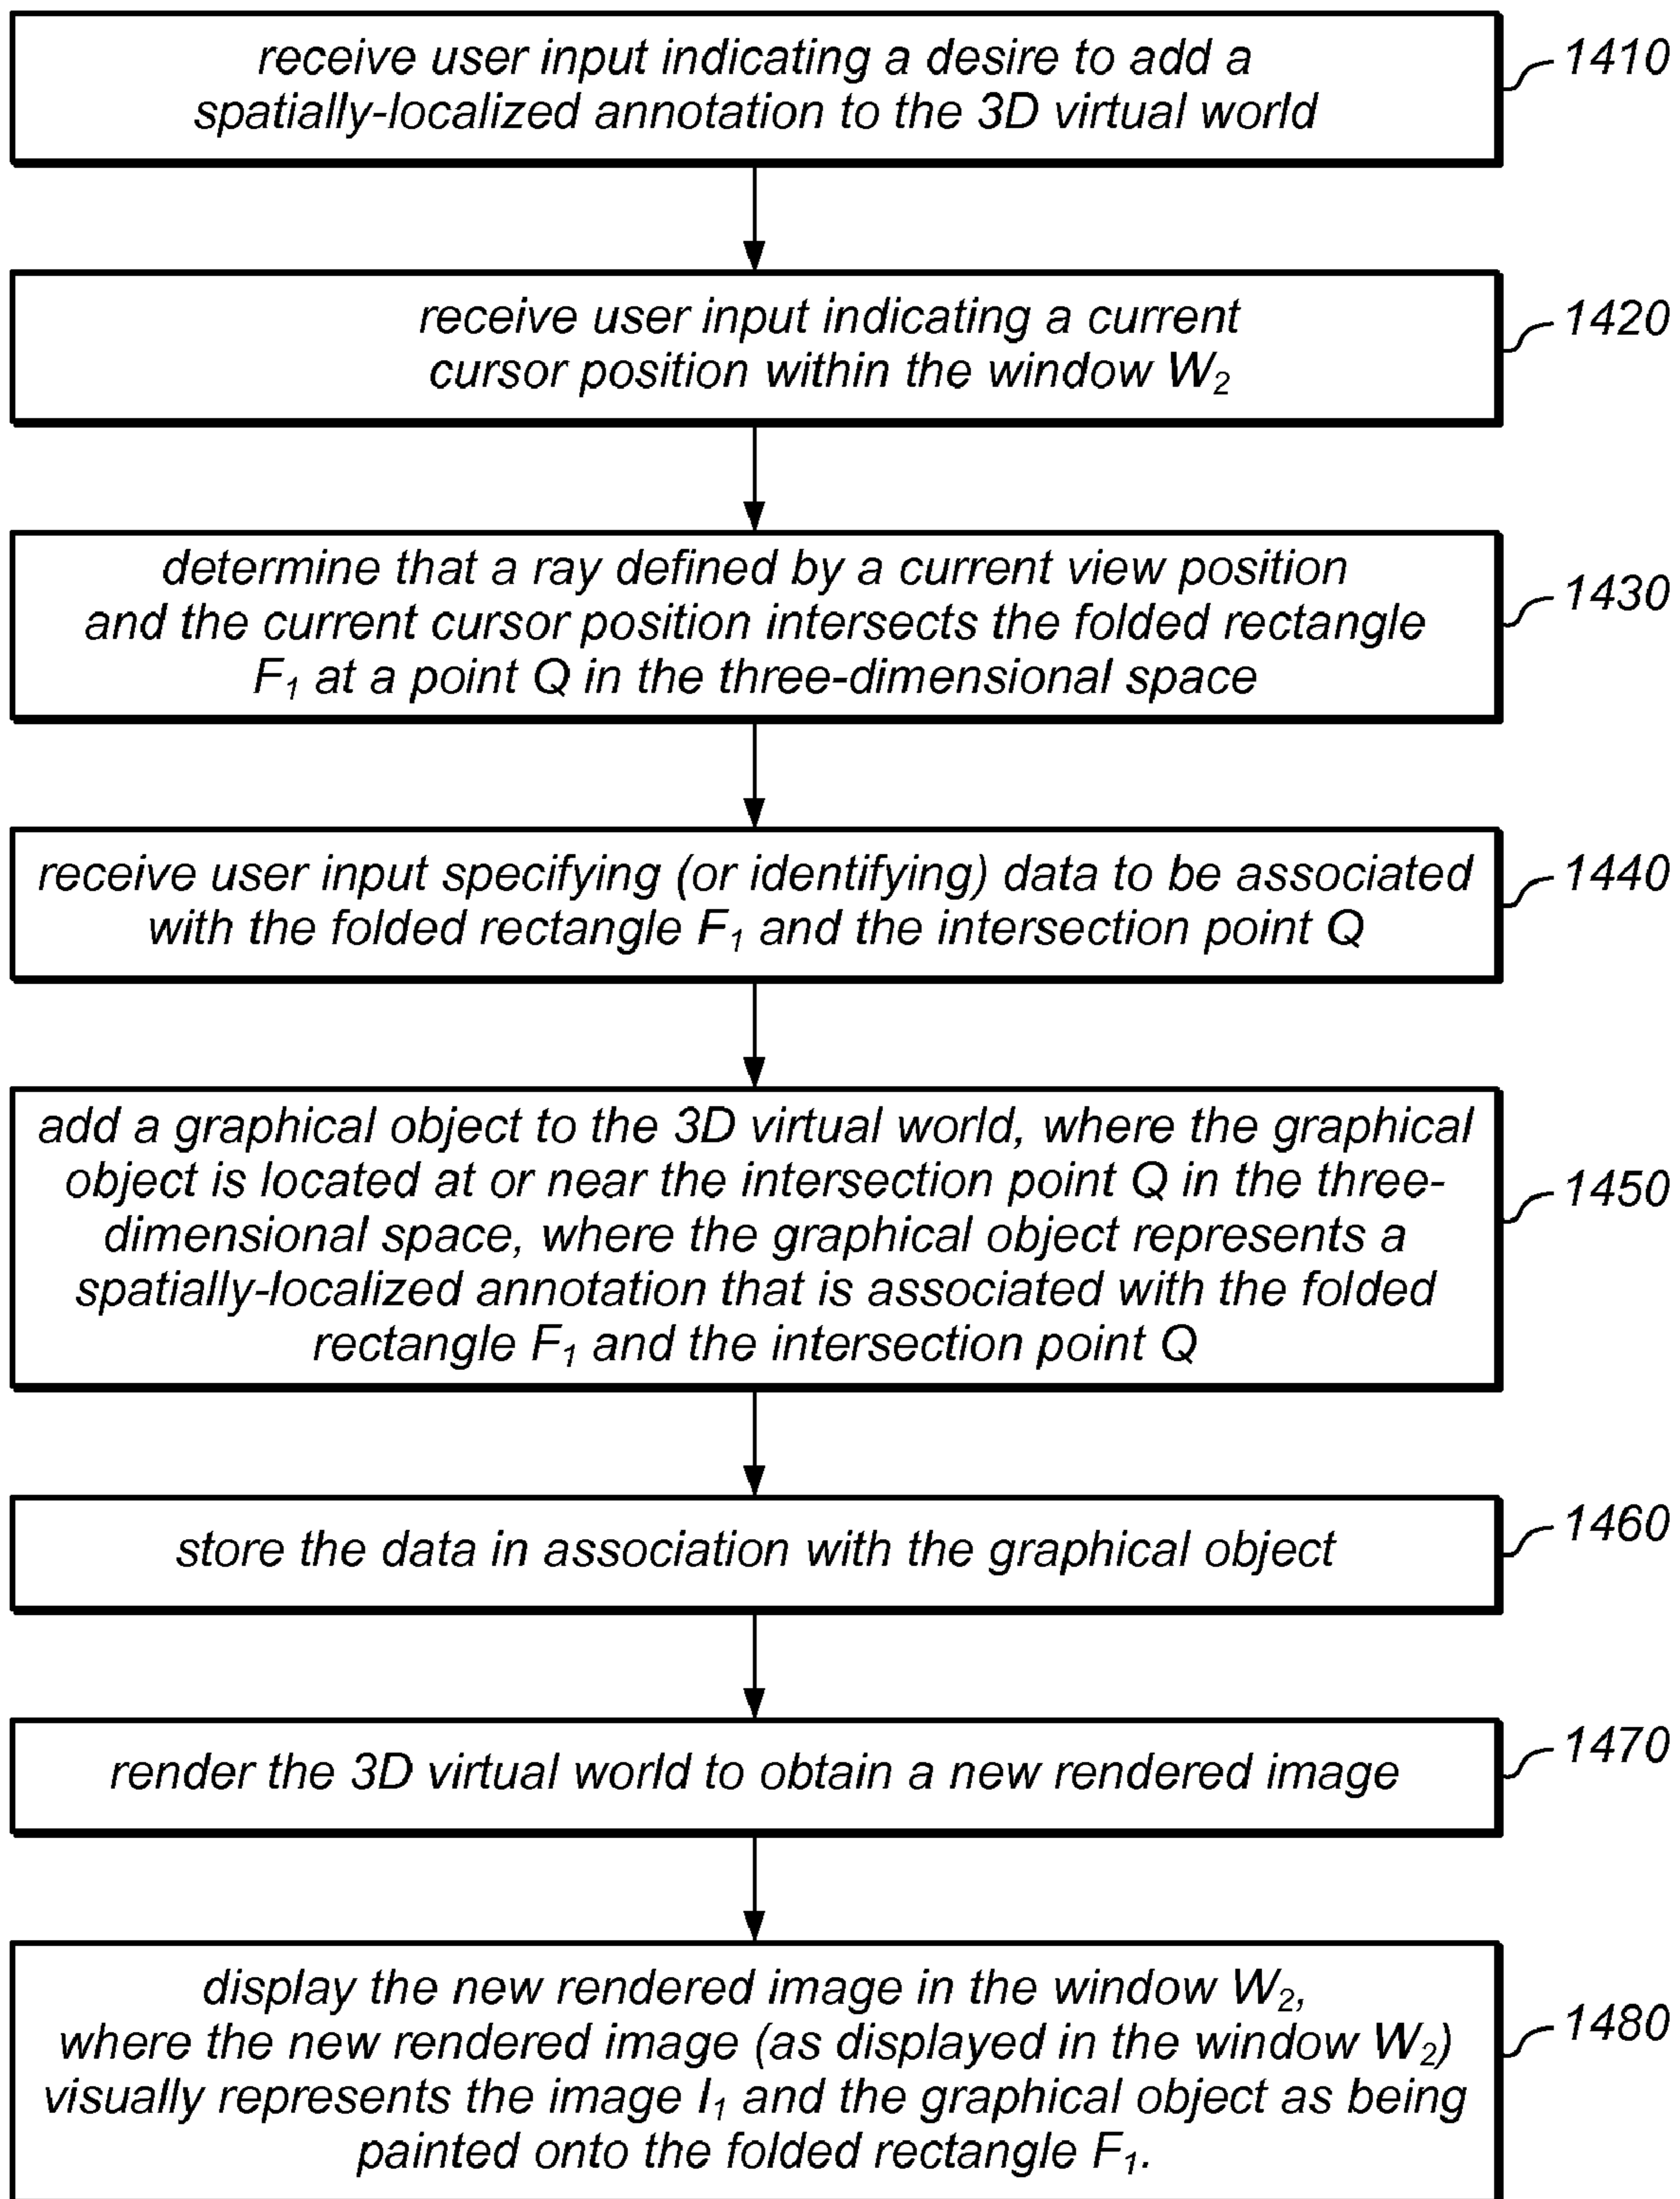 receive user input indicating a desire to add a
spatially-localized annotation to the 3D virtual world
1410
receive user input indicating a current
cursor position within the window W₂
1420
determine that a ray defined by a current view position
and the current cursor position intersects the folded rectangle
F₁ at a point Q in the three-dimensional space
1430
receive user input specifying (or identifying) data to be associated
with the folded rectangle F₁ and the intersection point Q
1440
add a graphical object to the 3D virtual world, where the graphical
object is located at or near the intersection point Q in the three-
dimensional space, where the graphical object represents a
spatially-localized annotation that is associated with the folded
rectangle F₁ and the intersection point Q
1450
store the data in association with the graphical object
1460
render the 3D virtual world to obtain a new rendered image
1470
display the new rendered image in the window W₂,
where the new rendered image (as displayed in the window W₂)
visually represents the image I₁ and the graphical object as being
painted onto the folded rectangle F₁.
1480